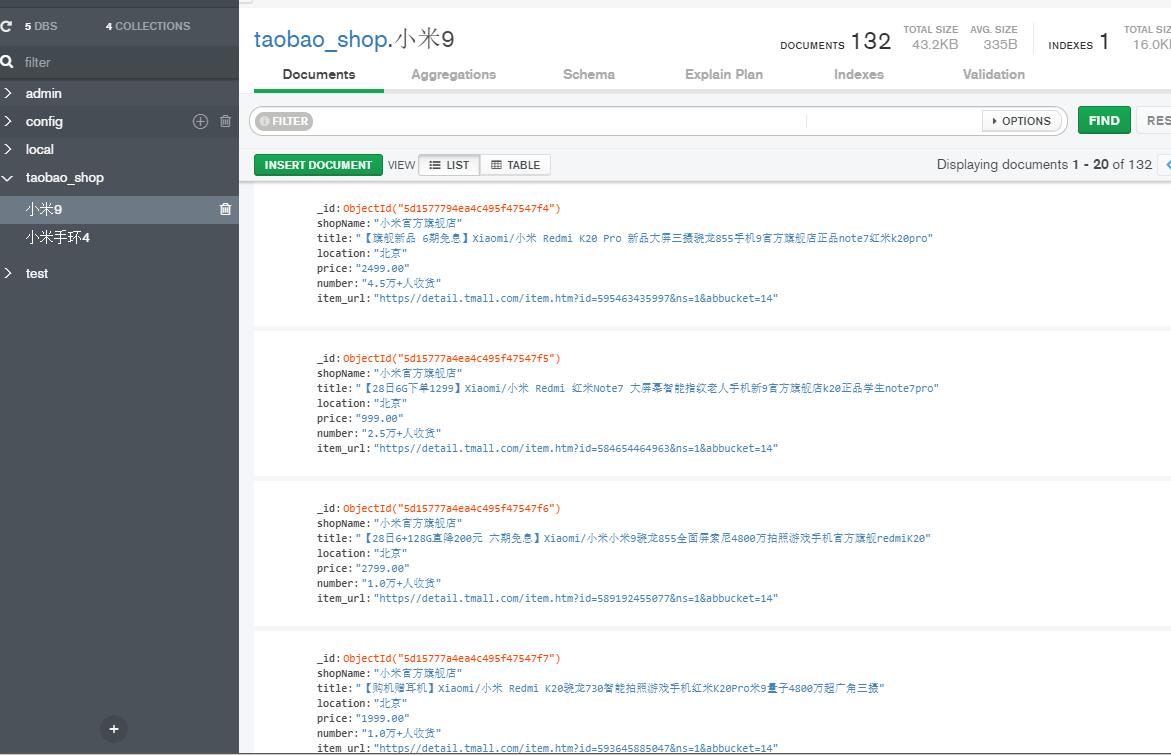 5 DBS 4 COLLECTIONS
filter
admin
config
local
taobao_shop
小米9
小米手环4
test
taobao_shop.小米9
DOCUMENTS 132 TOTAL SIZE 43.2KB AVG. SIZE 335B INDEXES 1 TOTAL SIZ 16.0K
Documents Aggregations Schema Explain Plan Indexes Validation
FILTER OPTIONS FIND RES
INSERT DOCUMENT VIEW LIST TABLE Displaying documents 1 - 20 of 132
_id: ObjectId("5d1577794ea4c495f47547f4")
shopName: "小米官方旗舰店"
title: "【旗舰新品 6期免息】Xiaomi/小米 Redmi K20 Pro 新品大屏三摄骁龙855手机9官方旗舰店正品note7红米k20pro"
location: "北京"
price: "2499.00"
number: "4.5万+人收货"
item_url: "https//detail.tmall.com/item.htm?id=595463435997&ns=1&abbucket=14"
_id: ObjectId("5d15777a4ea4c495f47547f5")
shopName: "小米官方旗舰店"
title: "【28日6G下单1299】Xiaomi/小米 Redmi 红米Note7 大屏幕智能指纹老人手机新9官方旗舰店k20正品学生note7pro"
location: "北京"
price: "999.00"
number: "2.5万+人收货"
item_url: "https//detail.tmall.com/item.htm?id=584654464963&ns=1&abbucket=14"
_id: ObjectId("5d15777a4ea4c495f47547f6")
shopName: "小米官方旗舰店"
title: "【28日6+128G直降200元 六期免息】Xiaomi/小米小米9骁龙855全面屏索尼4800万拍照游戏手机官方旗舰redmiK20"
location: "北京"
price: "2799.00"
number: "1.0万+人收货"
item_url: "https//detail.tmall.com/item.htm?id=589192455077&ns=1&abbucket=14"
_id: ObjectId("5d15777a4ea4c495f47547f7")
shopName: "小米官方旗舰店"
title: "【购机赠耳机】Xiaomi/小米 Redmi K20骁龙730智能拍照游戏手机红米K20Pro米9量子4800万超广角三摄"
location: "北京"
price: "1999.00"
number: "1.0万+人收货"
item_url: "https//detail.tmall.com/item.htm?id=593645885047&ns=1&abbucket=14"